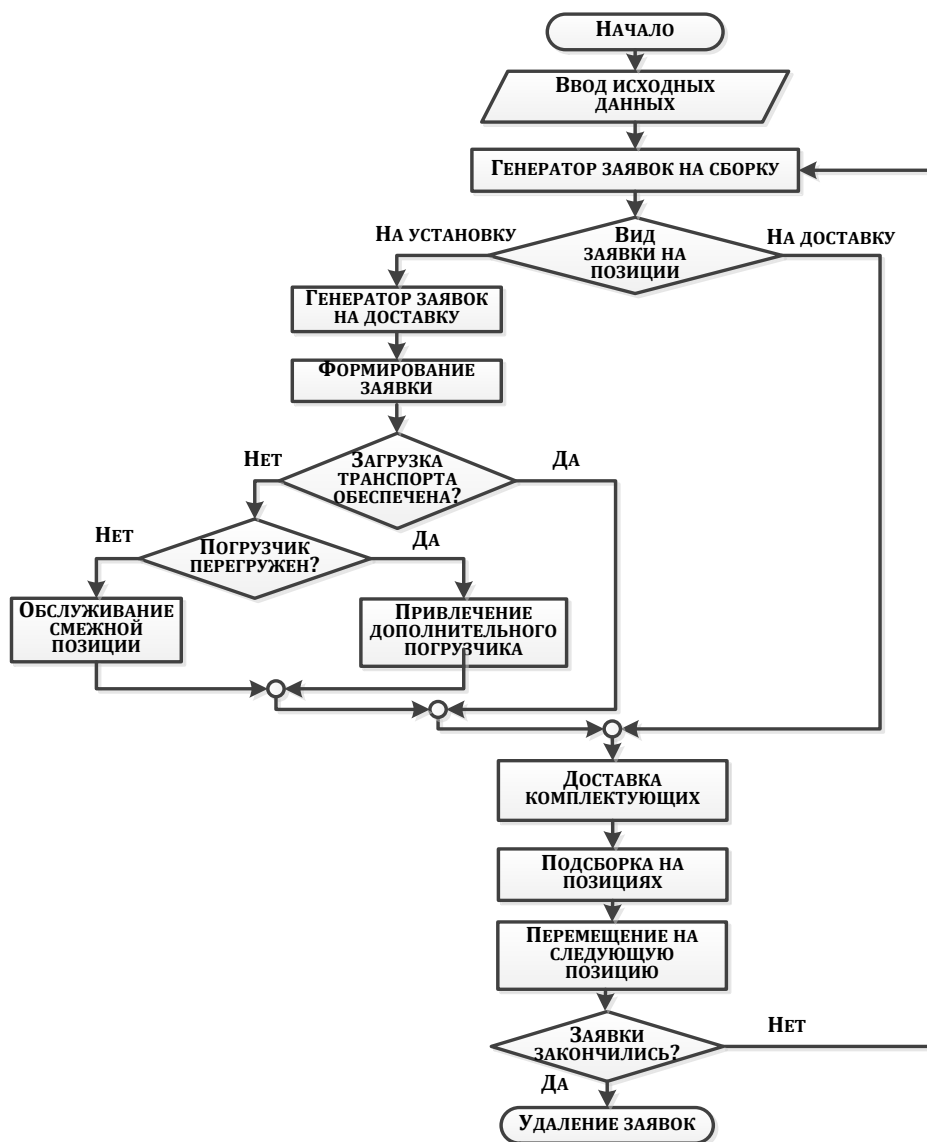 НАЧАЛО
ВВОД ИСХОДНЫХ
ДАННЫХ
ГЕНЕРАТОР ЗАЯВОК НА СБОРКУ
НА УСТАНОВКУ
ВИД
ЗАЯВКИ НА
ПОЗИЦИИ
НА ДОСТАВКУ
ГЕНЕРАТОР ЗАЯВОК
НА ДОСТАВКУ
ФОРМИРОВАНИЕ
ЗАЯВКИ
НЕТ
ЗАГРУЗКА
ТРАНСПОРТА
ОБЕСПЕЧЕНА?
ДА
НЕТ
ПОГРУЗЧИК
ПЕРЕГРУЖЕН?
ДА
ОБСЛУЖИВАНИЕ
СМЕЖНОЙ
ПОЗИЦИИ
ПРИВЛЕЧЕНИЕ
ДОПОЛНИТЕЛЬНОГО
ПОГРУЗЧИКА
ДОСТАВКА
КОМПЛЕКТУЮЩИХ
ПОДСБОРКА НА
ПОЗИЦИЯХ
ПЕРЕМЕЩЕНИЕ НА
СЛЕДУЮЩУЮ
ПОЗИЦИЮ
ЗАЯВКИ
ЗАКОНЧИЛИСЬ?
НЕТ
ДА
УДАЛЕНИЕ ЗАЯВОК